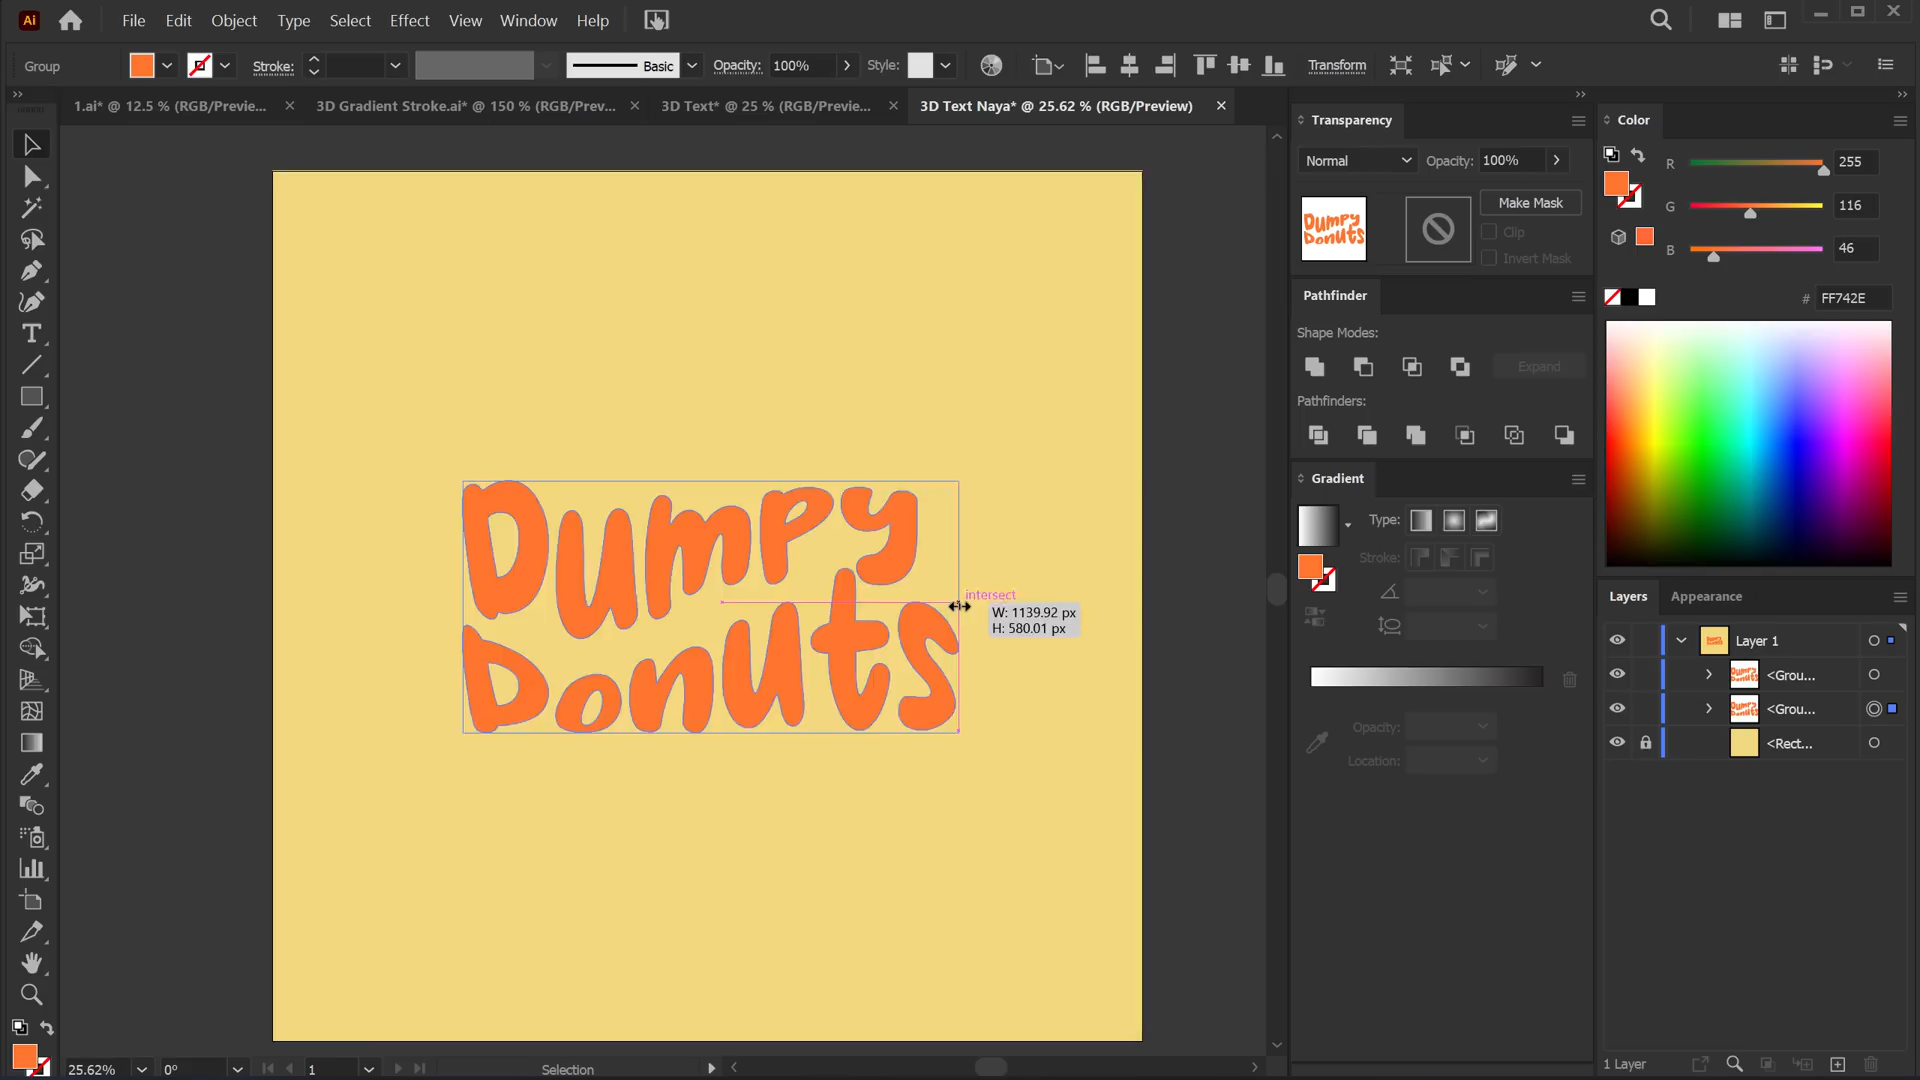 Ai File Edit Object Type Select Effect View Window Help
Group Stroke: Basic Opacity: 100% Style: Transform
1.ai* @ 12.5 % (RGB/Previe... 3D Gradient Stroke.ai* @ 150 % (RGB/Prev... 3D Text* @ 25 % (RGB/Previe... 3D Text Naya* @ 25.62 % (RGB/Preview)
Transparency
Normal Opacity: 100%
Dumpy
Donuts
Make Mask
Clip
Invert Mask
Pathfinder
Shape Modes:
Expand
Pathfinders:
Gradient
Type:
Stroke:
Opacity:
Location:
Color
R 255
G 116
B 46
# FF742E
Layers Appearance
Layer 1
<Grou...
<Grou...
<Rect...
1 Layer
Dumpy
Donuts
intersect
W: 1139.92 px
H: 580.01 px
25.62% 0° 1 Selection